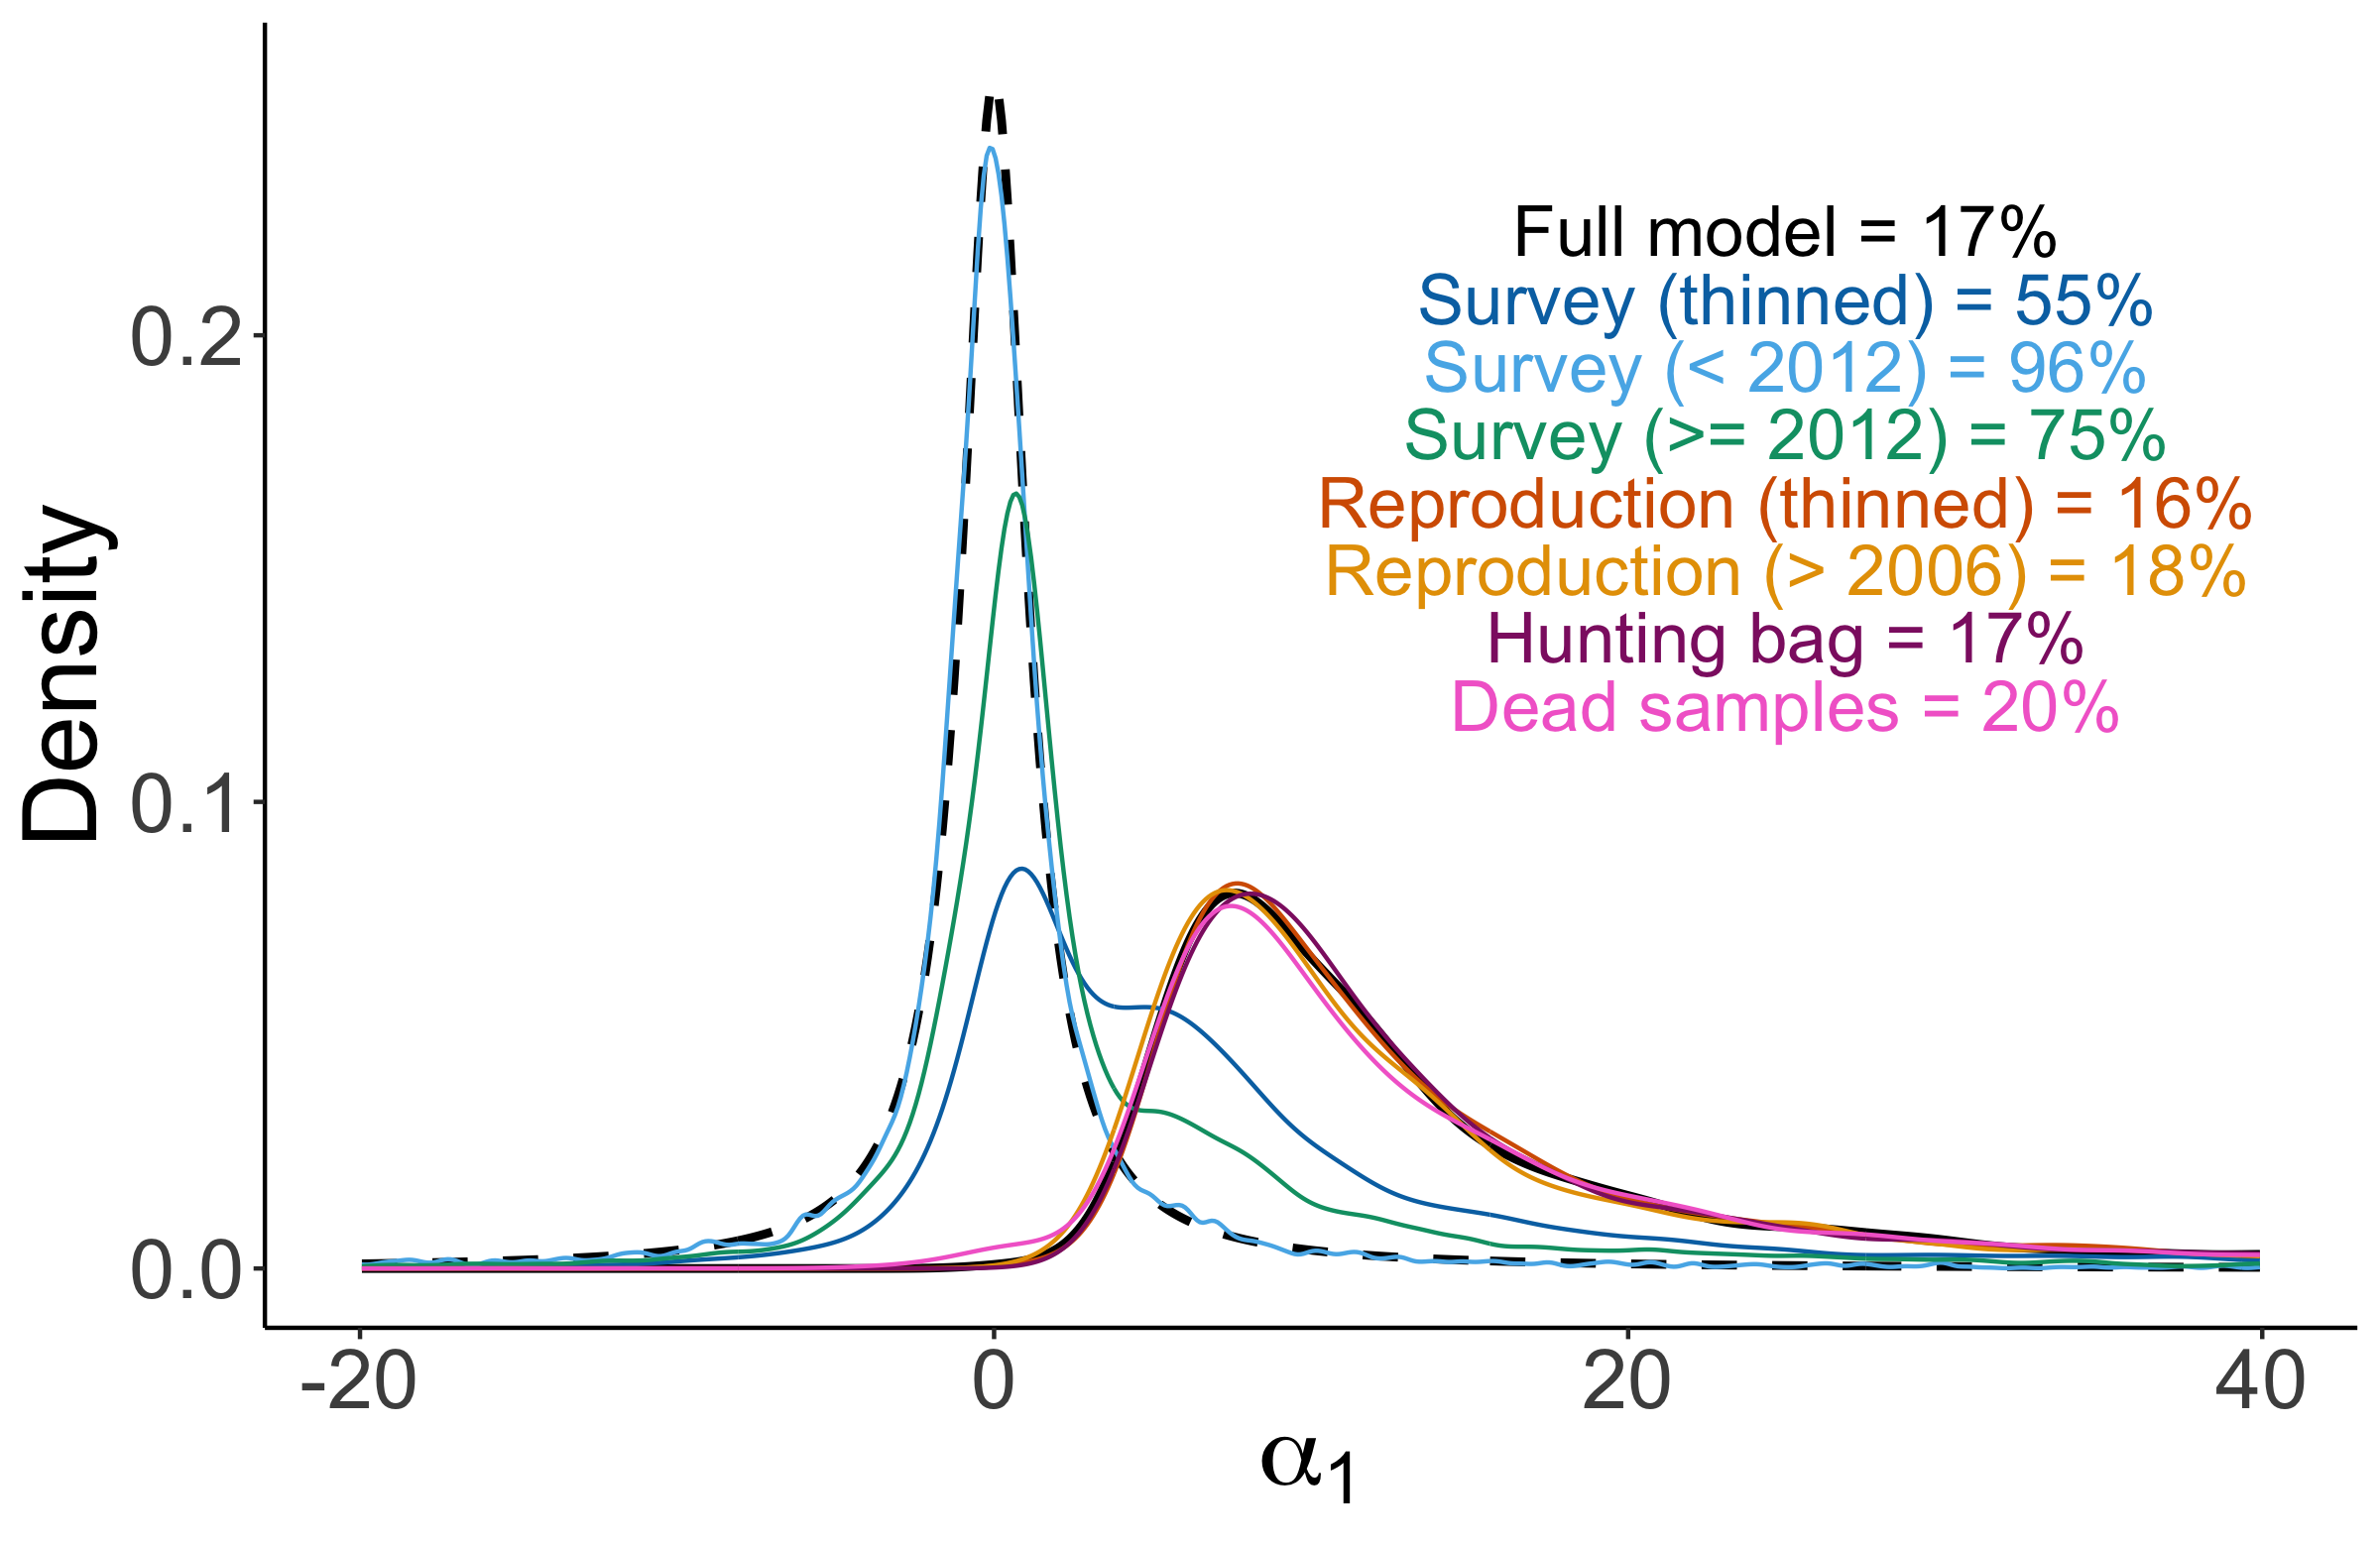 Full model = 17%
Survey (thinned) = 55%
Survey (< 2012) = 96%
Survey (>= 2012) = 75%
Reproduction (thinned) = 16%
Reproduction (> 2006) = 18%
Hunting bag = 17%
Dead samples = 20%
Density
0.2
0.1
0.0
-20 0 20 40
α1